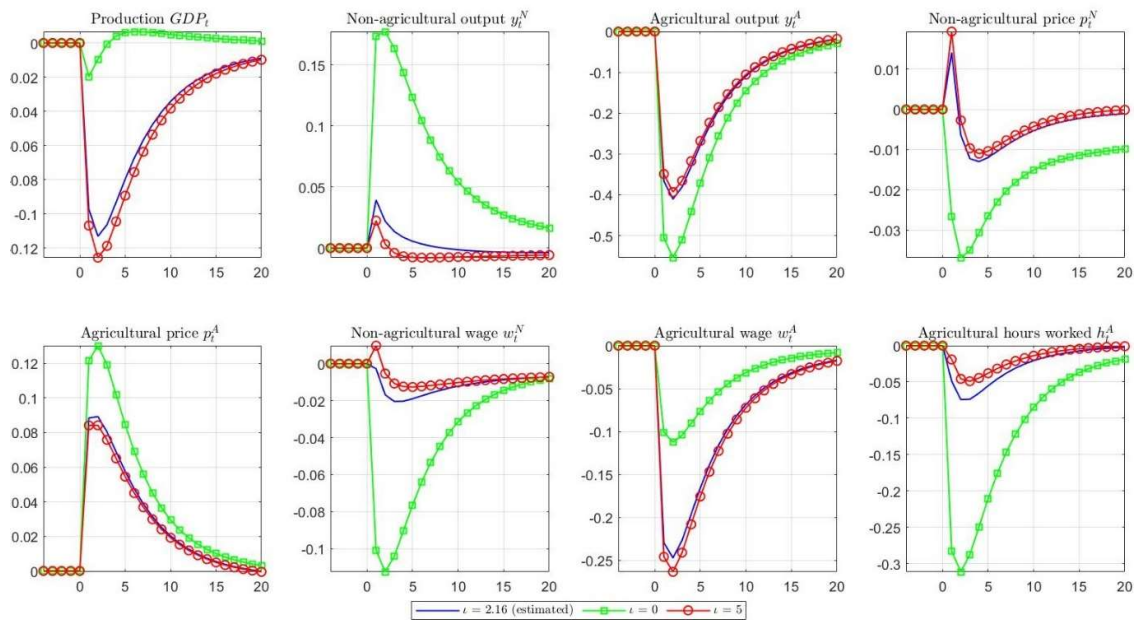 Production GDP_t
0
0.02
0.04
0.06
0.08
-0.1
0.12
0 5 10 15 20
Non-agricultural output y_t^N
0.15
0.1
0.05
0
0 5 10 15 20
Agricultural output y_t^A
0
-0.1
-0.2
-0.3
-0.4
-0.5
0 5 10 15 20
Non-agricultural price p_t^N
0.01
0
-0.01
-0.02
-0.03
0 5 10 15 20
Agricultural price p_t^A
0.12
0.1
0.08
0.06
0.04
0.02
0
0 5 10 15 20
Non-agricultural wage w_t^N
0
-0.02
-0.04
-0.06
-0.08
-0.1
0 5 10 15 20
Agricultural wage w_t^A
0
-0.05
-0.1
-0.15
-0.2
-0.25
0 5 10 15 20
Agricultural hours worked h_t^A
0
-0.05
-0.1
-0.15
-0.2
-0.25
-0.3
0 5 10 15 20
ι = 2.16 (estimated) ι = 0 ι = 5